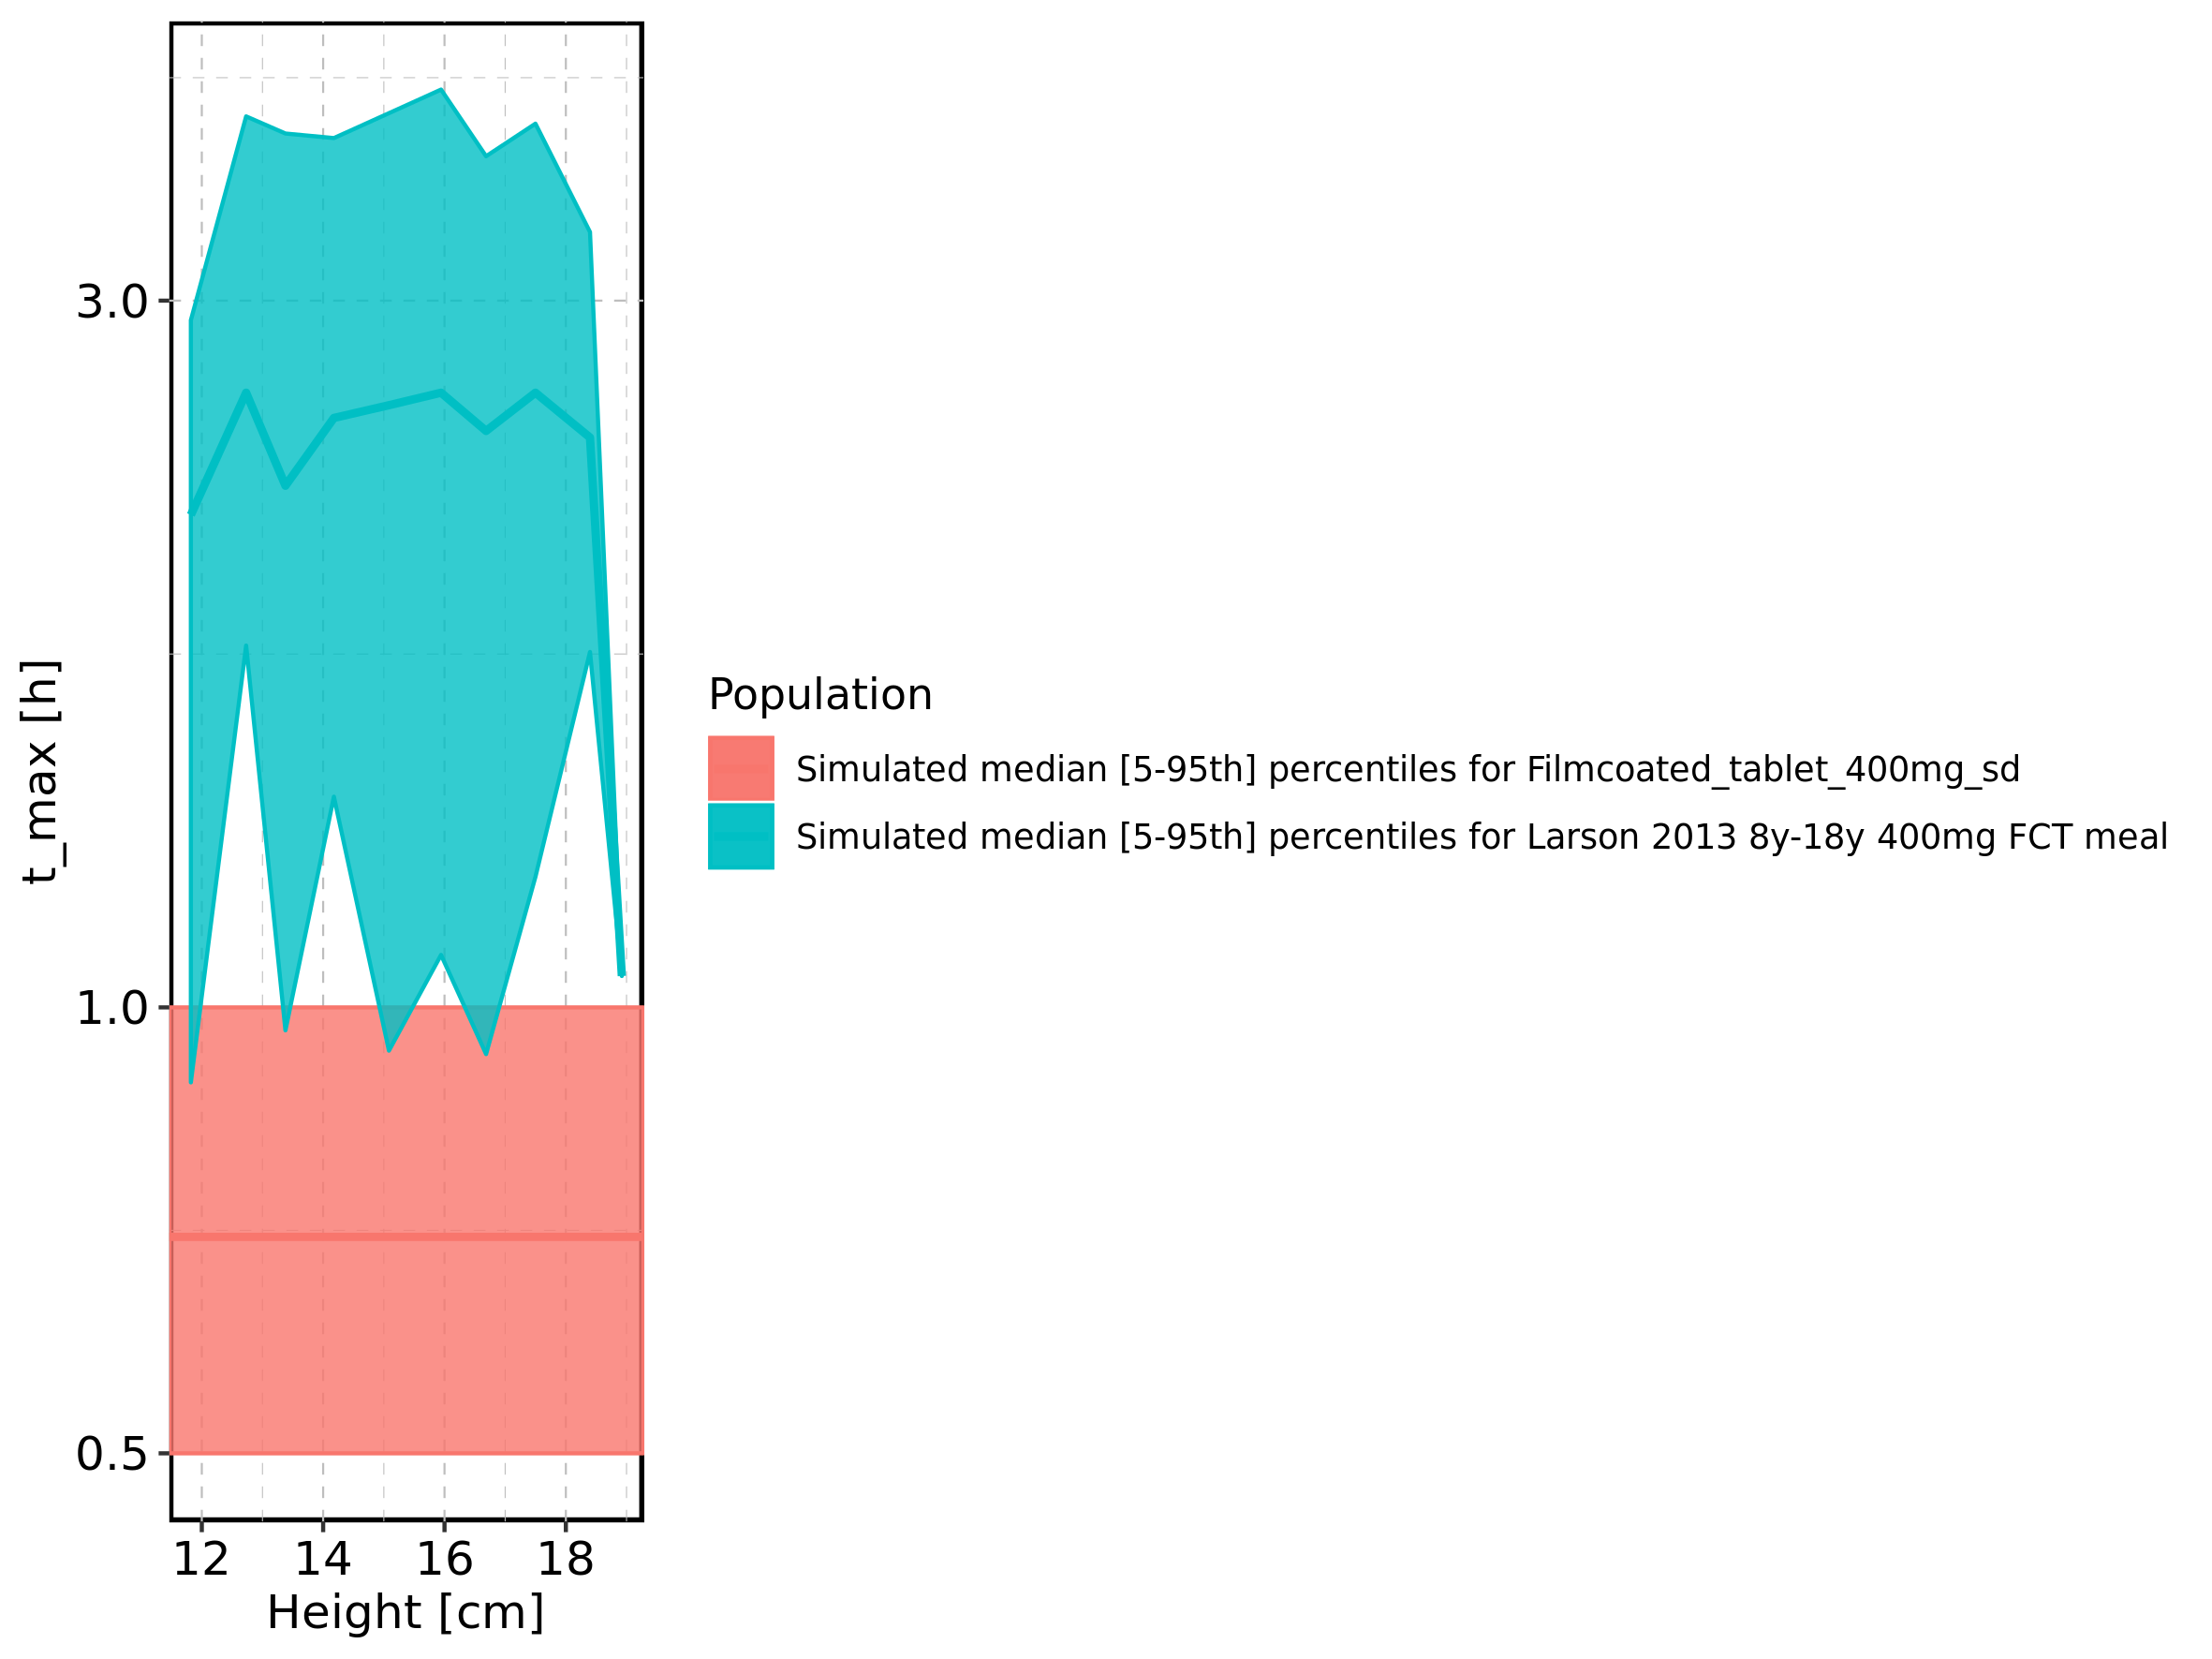 3.0
1.0
0.5
t_max [h]
12 14 16 18
Height [cm]
Population
Simulated median [5-95th] percentiles for Filmcoated_tablet_400mg_sd
Simulated median [5-95th] percentiles for Larson 2013 8y-18y 400mg FCT meal